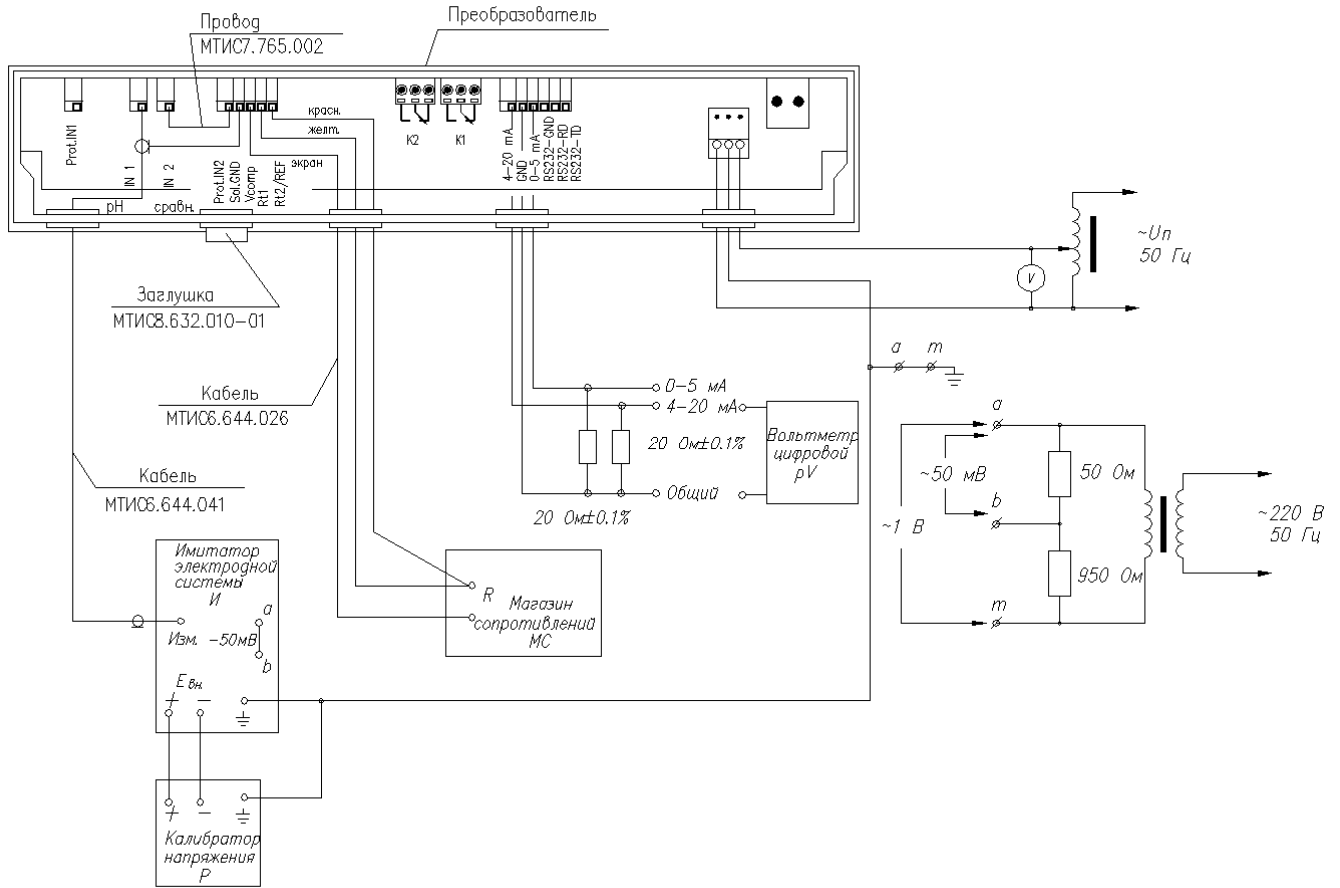 Преобразователь
Провод
МТИС7.765.002
красн.
желт.
экран
К2
К1
Prot.IN1
IN 1
IN 2
Prot.IN2
Sol.GND
Vcomp
Rt1
Rt2/REF
4-20 mA
GND
0-5 mA
RS232-GND
RS232-RD
RS232-TD
pH
сравн.
~Uп
50 Гц
V
Заглушка
МТИС8.632.010-01
a
m
Кабель
МТИС6.644.026
0-5 мА
4-20 мА
20 Ом±0.1%
Общий
20 Ом±0.1%
Вольтметр
цифровой
pV
Кабель
МТИС6.644.041
a
~50 мВ
50 Ом
b
~1 В
950 Ом
m
~220 В
50 Гц
Имитатор
электродной
системы
И
a
Изм.
-50мВ
b
Eвн.
+
−
R
Магазин
сопротивлений
МС
+
−
Калибратор
напряжения
Р